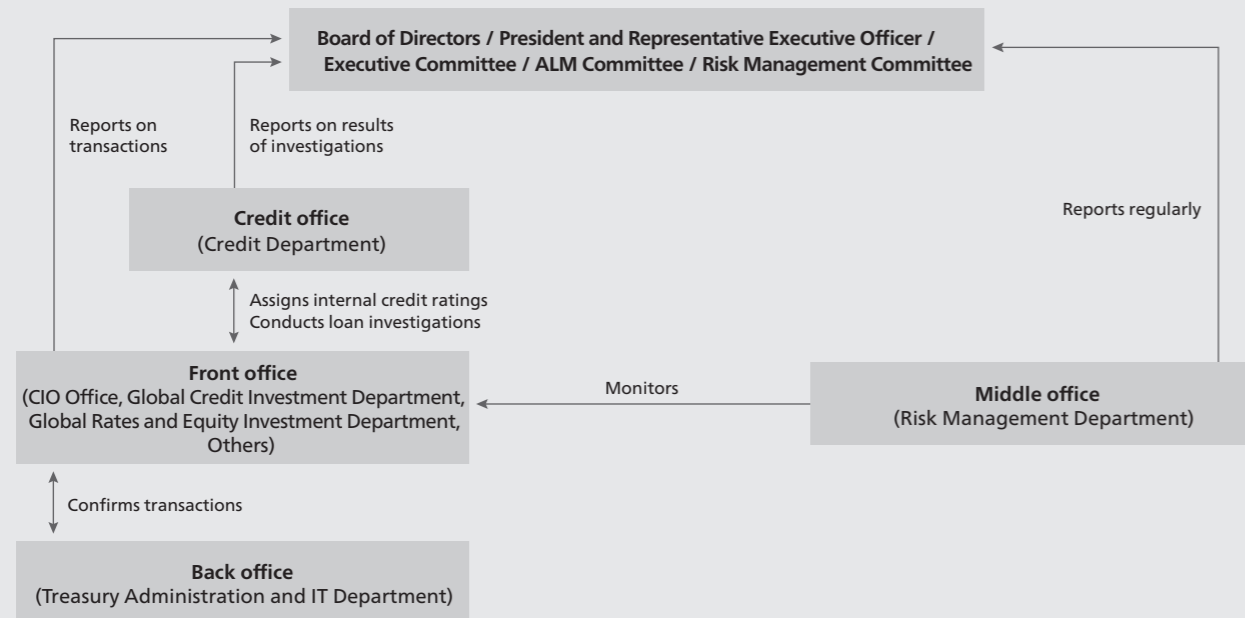 Board of Directors / President and Representative Executive Officer /
Executive Committee / ALM Committee / Risk Management Committee
Reports on
transactions
Reports on results
of investigations
Reports regularly
Credit office
(Credit Department)
Assigns internal credit ratings
Conducts loan investigations
Front office
(CIO Office, Global Credit Investment Department,
Global Rates and Equity Investment Department,
Others)
Monitors
Middle office
(Risk Management Department)
Confirms transactions
Back office
(Treasury Administration and IT Department)